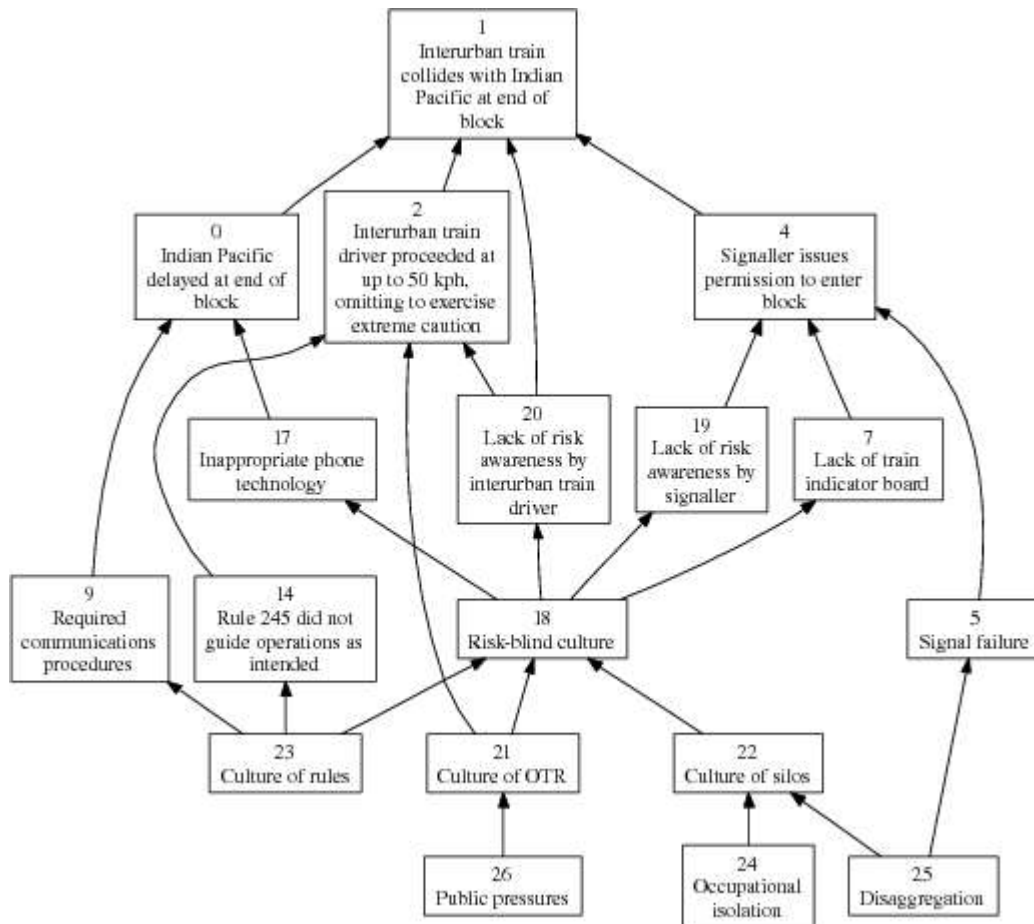 1
Interurban train
collides with Indian
Pacific at end of
block
0
Indian Pacific
delayed at end of
block
2
Interurban train
driver proceeded at
up to 50 kph,
omitting to exercise
extreme caution
4
Signaller issues
permission to enter
block
17
Inappropriate phone
technology
20
Lack of risk
awareness by
interurban train
driver
19
Lack of risk
awareness by
signaller
7
Lack of train
indicator board
9
Required
communications
procedures
14
Rule 245 did not
guide operations as
intended
18
Risk-blind culture
5
Signal failure
23
Culture of rules
21
Culture of OTR
22
Culture of silos
26
Public pressures
24
Occupational
isolation
25
Disaggregation